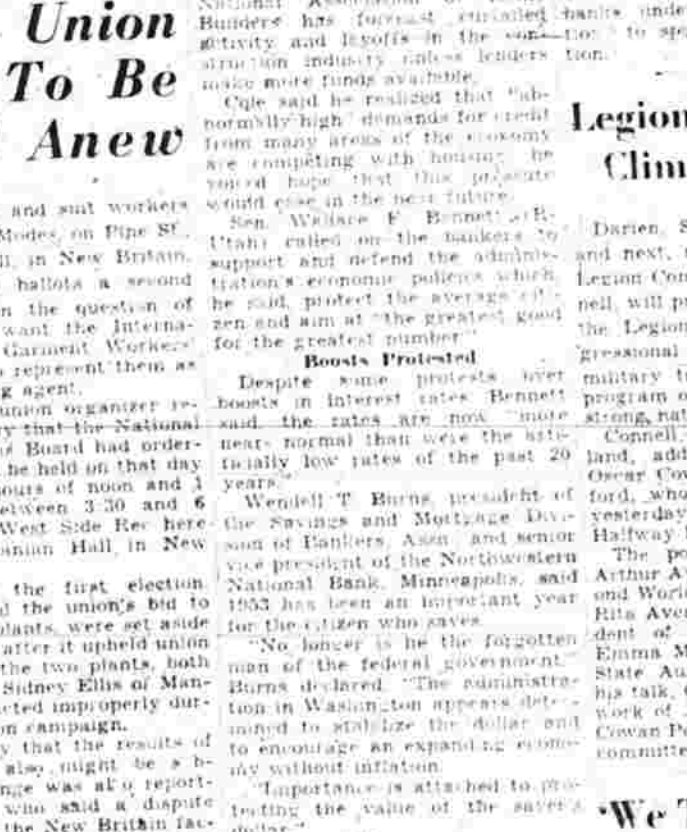 Union
To Be
Anew
and suit workers
Modes, on Pine St.,
ll, in New Britain,
ballots a second
n the question of
want the Interna-
Garment Workers'
represent them as
g agent.
union organizer re-
y that the National
Board had order-
he held on that day
ours of noon and 1
etween 3:30 and 6
West Side Rec here
anian Hall, in New
the first election,
d the union's bid to
plants, were set aside
after it upheld union
the two plants, both
Sidney Ellis of Man-
cted improperly dur-
n campaign.
y that the results of
also might be a
nge was also report-
who said a dispute
the New Britain fac-
National Association of
Builders has forecast curtailed
activity and layoffs in the con-
struction industry unless lenders
make more funds available.
Cole said he realized that "ab-
normally high" demands for credit
from many areas of the economy
are competing with housing. he
voiced hope that this pressure
would ease in the near future.
Sen. Wallace F. Bennett (R-
Utah) called on the bankers to
support and defend the adminis-
tration's economic policies which,
he said, protect the average citi-
zen and aim at "the greatest good
for the greatest number."
Boosts Protested
Despite some protests over
boosts in interest rates, Bennett
said, the rates are now "more
nearly normal than were the arti-
ficially low rates of the past 20
years."
Wendell T. Burns, president of
the Savings and Mortgage Divi-
sion of Bankers, Assn. and senior
vice president of the Northwestern
National Bank, Minneapolis, said
1953 has been an important year
for the citizen who saves.
"No longer is he the forgotten
man of the federal government,"
Burns declared. "The administra-
tion in Washington appears deter-
mined to stabilize the dollar and
to encourage an expanding econo-
my without inflation.
"Importance is attached to pro-
tecting the value of the saver's
dollar."
banks unde
tion" to spe
tion.
Legion
Clim
Darien, S
and next,
Legion Con
nell, will p
the Legion
gressional
military t
program o
strong, nat
Connell,
land, add
Oscar Cow
ford, who
yesterday
Halfway
The po
Arthur A
ond Worl
Rita Ave
dent of
Emma M
State Au
his talk,
work of
Cowan Po
committe
"We T